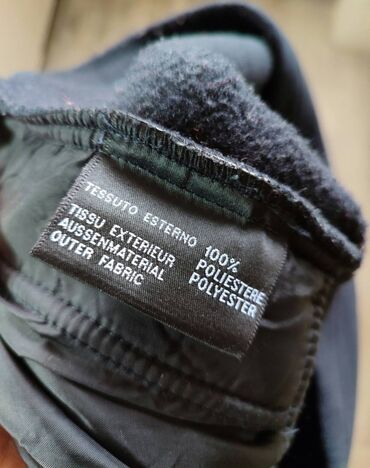 TESSUTO ESTERNO 100%
TISSU EXTERIEUR POLIESTERE
AUSSENMATERIAL POLYESTER
OUTER FABRIC